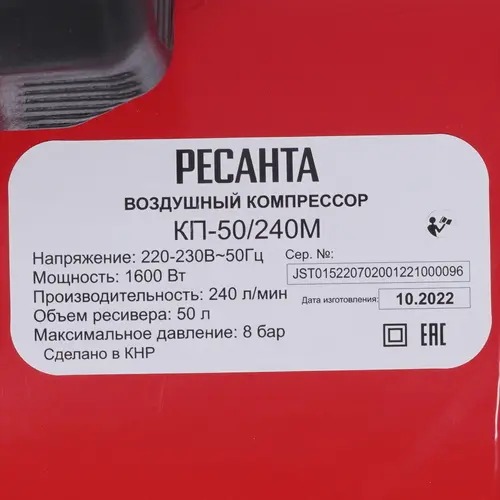 РЕСАНТА
ВОЗДУШНЫЙ КОМПРЕССОР
КП-50/240М
Напряжение: 220-230В~50Гц
Мощность: 1600 Вт
Производительность: 240 л/мин
Объем ресивера: 50 л
Максимальное давление: 8 бар
Сделано в КНР
Сер. №:
JST015220702001221000096
Дата изготовления: 10.2022
ЕАС